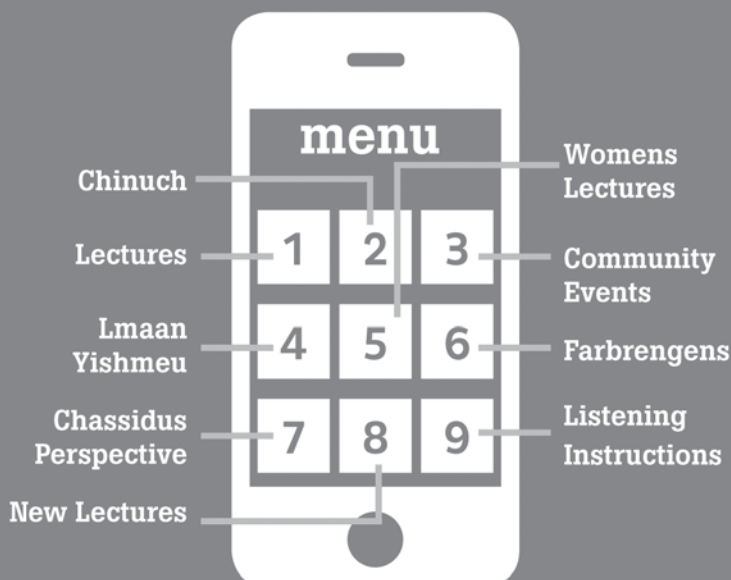 menu
Chinuch
Womens
Lectures
Lectures
1 2 3
Community
Events
Lmaan
Yishmeu
4 5 6
Farbrengens
Chassidus
Perspective
7 8 9
Listening
Instructions
New Lectures